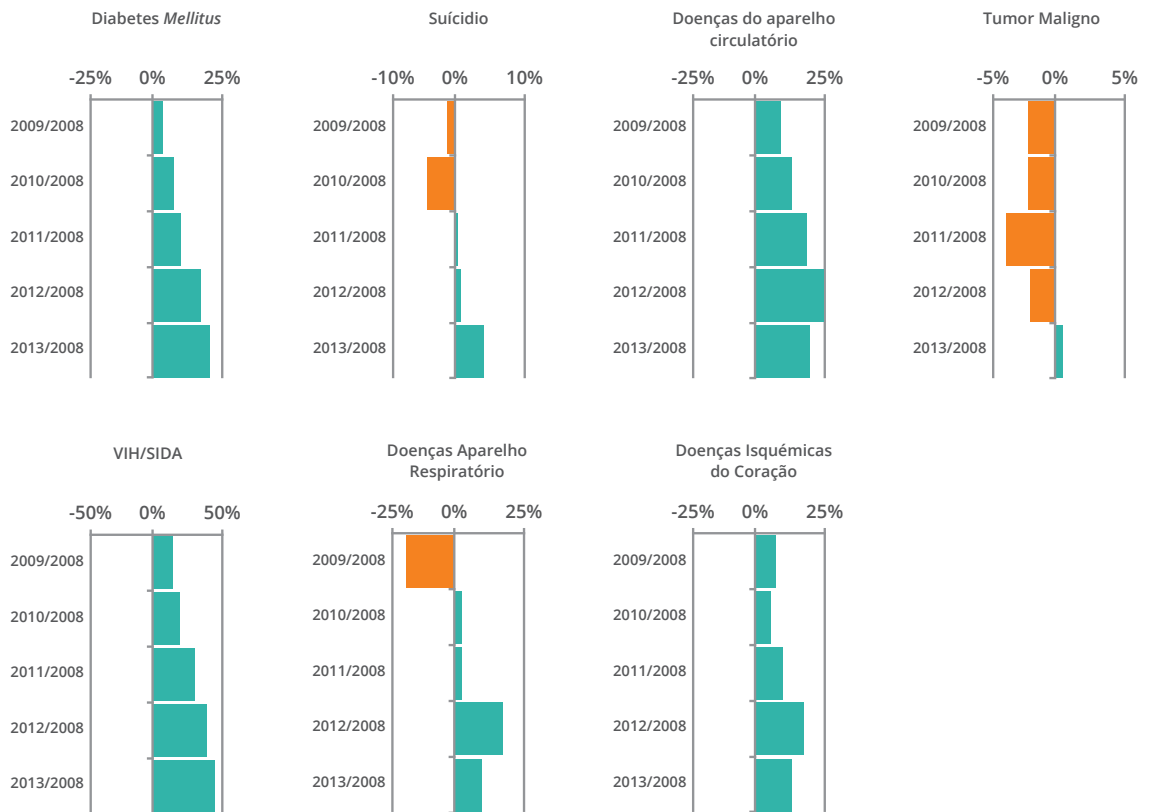 Diabetes Mellitus
-25% 0% 25%
2009/2008
2010/2008
2011/2008
2012/2008
2013/2008
Suícidio
-10% 0% 10%
2009/2008
2010/2008
2011/2008
2012/2008
2013/2008
Doenças do aparelho
circulatório
-25% 0% 25%
2009/2008
2010/2008
2011/2008
2012/2008
2013/2008
Tumor Maligno
-5% 0% 5%
2009/2008
2010/2008
2011/2008
2012/2008
2013/2008
VIH/SIDA
-50% 0% 50%
2009/2008
2010/2008
2011/2008
2012/2008
2013/2008
Doenças Aparelho
Respiratório
-25% 0% 25%
2009/2008
2010/2008
2011/2008
2012/2008
2013/2008
Doenças Isquémicas
do Coração
-25% 0% 25%
2009/2008
2010/2008
2011/2008
2012/2008
2013/2008